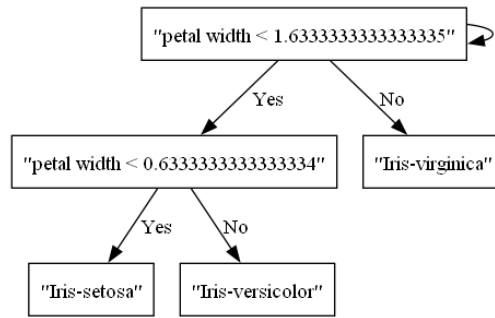 "petal width < 1.6333333333333335"
Yes
No
"petal width < 0.6333333333333334"
"Iris-virginica"
Yes
No
"Iris-setosa"
"Iris-versicolor"